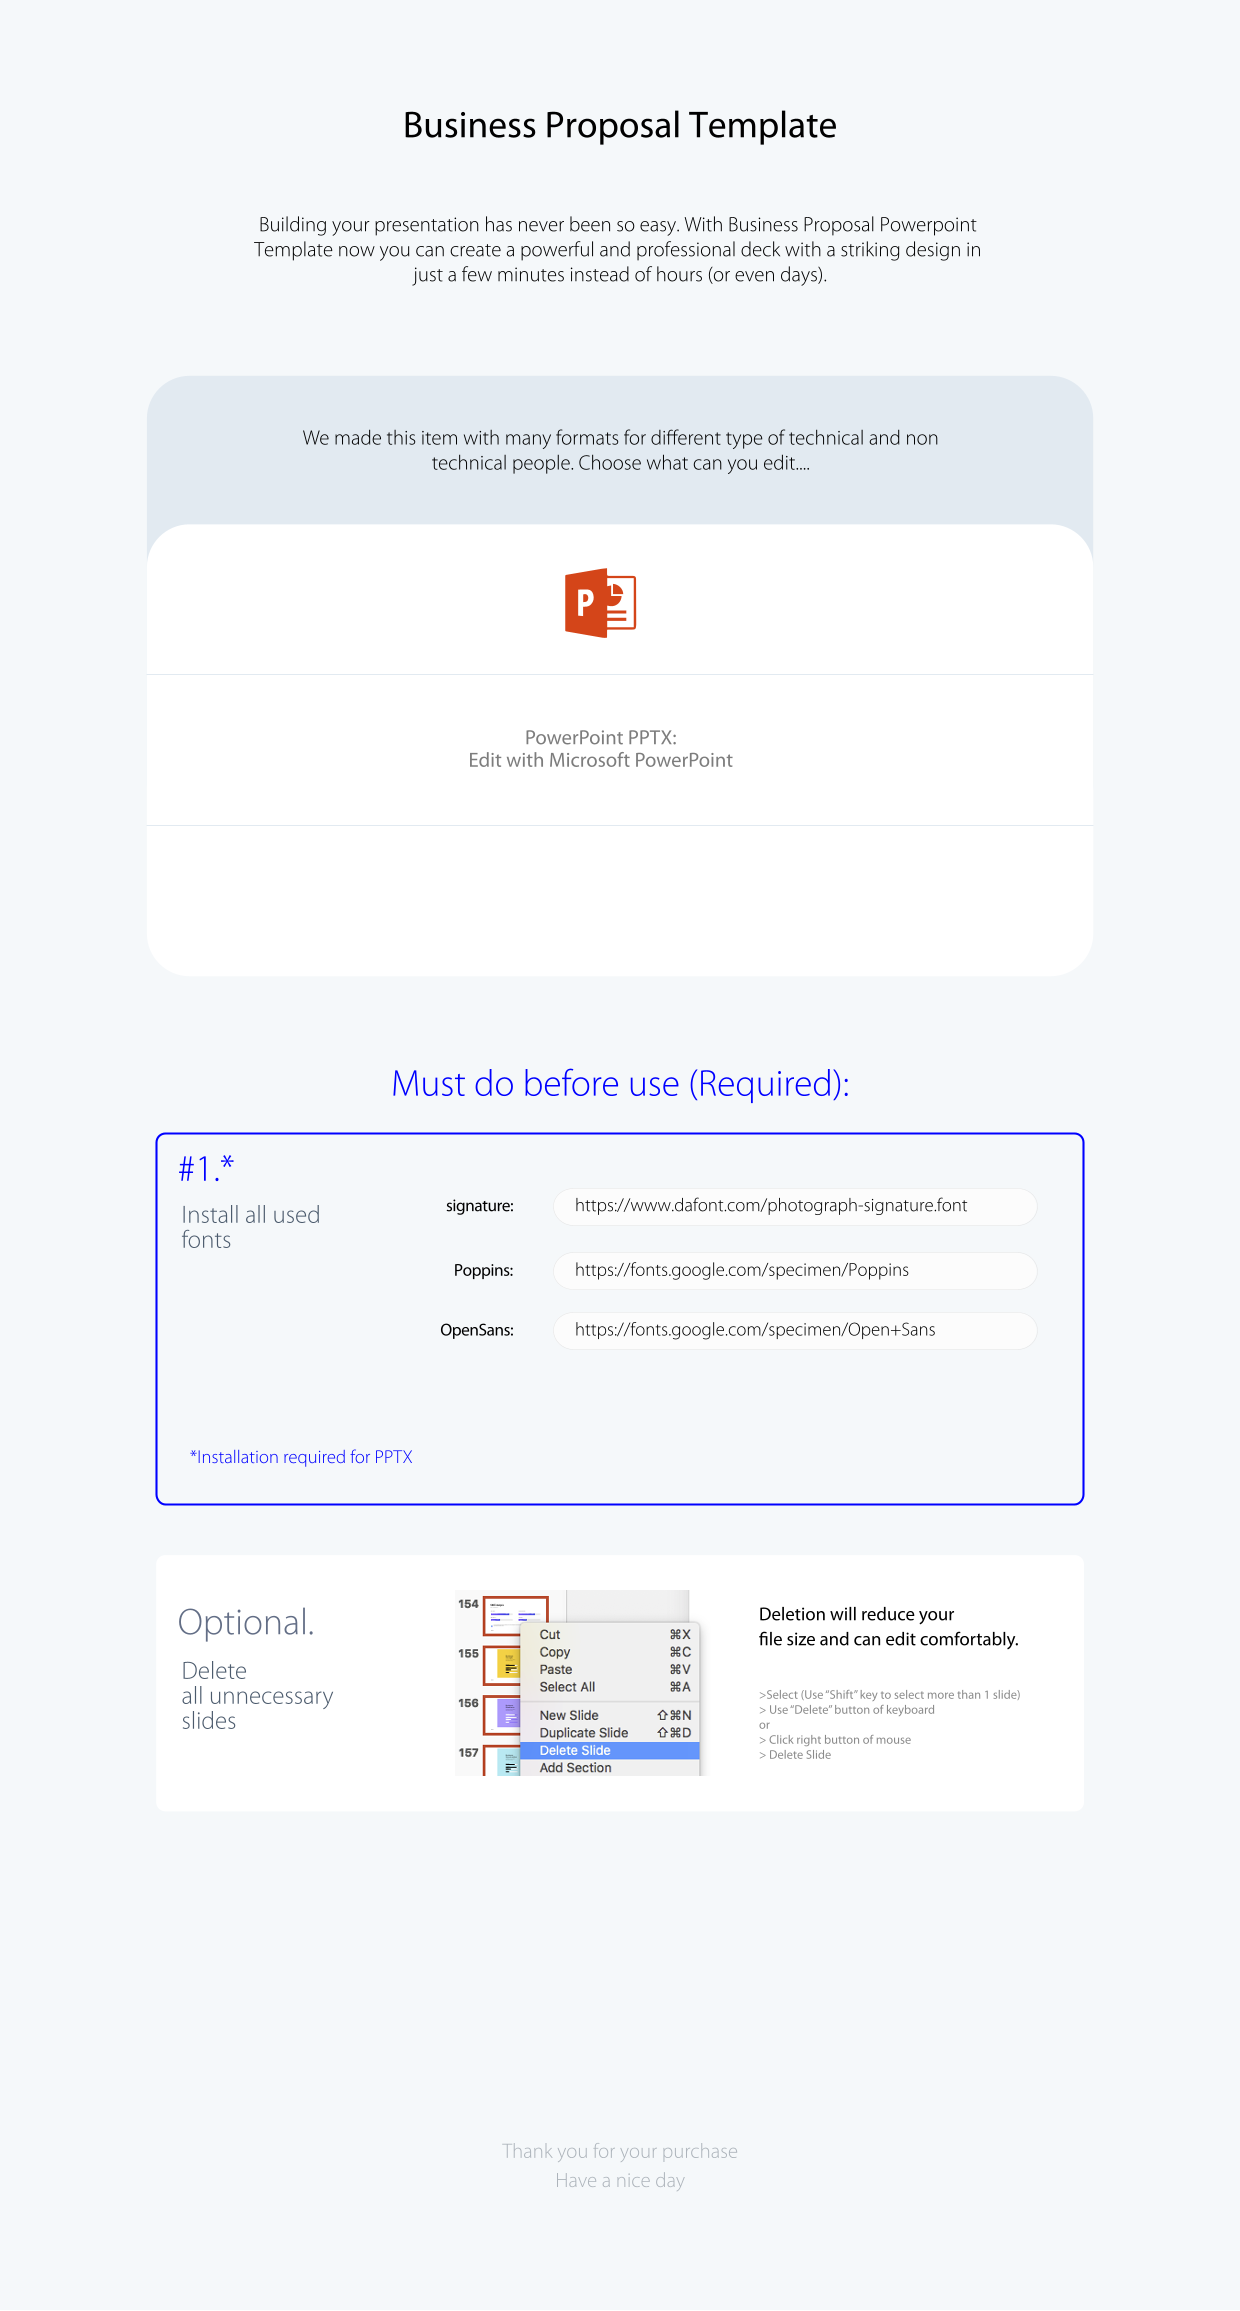 Business Proposal Template
Building your presentation has never been so easy. With Business Proposal Powerpoint
Template now you can create a powerful and professional deck with a striking design in
just a few minutes instead of hours (or even days).
We made this item with many formats for different type of technical and non
technical people. Choose what can you edit....
P
PowerPoint PPTX:
Edit with Microsoft PowerPoint
Must do before use (Required):
#1.*
Install all used
fonts
signature: https://www.dafont.com/photograph-signature.font
Poppins: https://fonts.google.com/specimen/Poppins
OpenSans: https://fonts.google.com/specimen/Open+Sans
*Installation required for PPTX
Optional.
Delete
all unnecessary
slides
154
155
156
157
Cut ⌘X
Copy ⌘C
Paste ⌘V
Select All ⌘A
New Slide ⇧⌘N
Duplicate Slide ⇧⌘D
Delete Slide
Add Section
Deletion will reduce your
file size and can edit comfortably.
>Select (Use “Shift” key to select more than 1 slide)
> Use “Delete” button of keyboard
or
> Click right button of mouse
> Delete Slide
Thank you for your purchase
Have a nice day